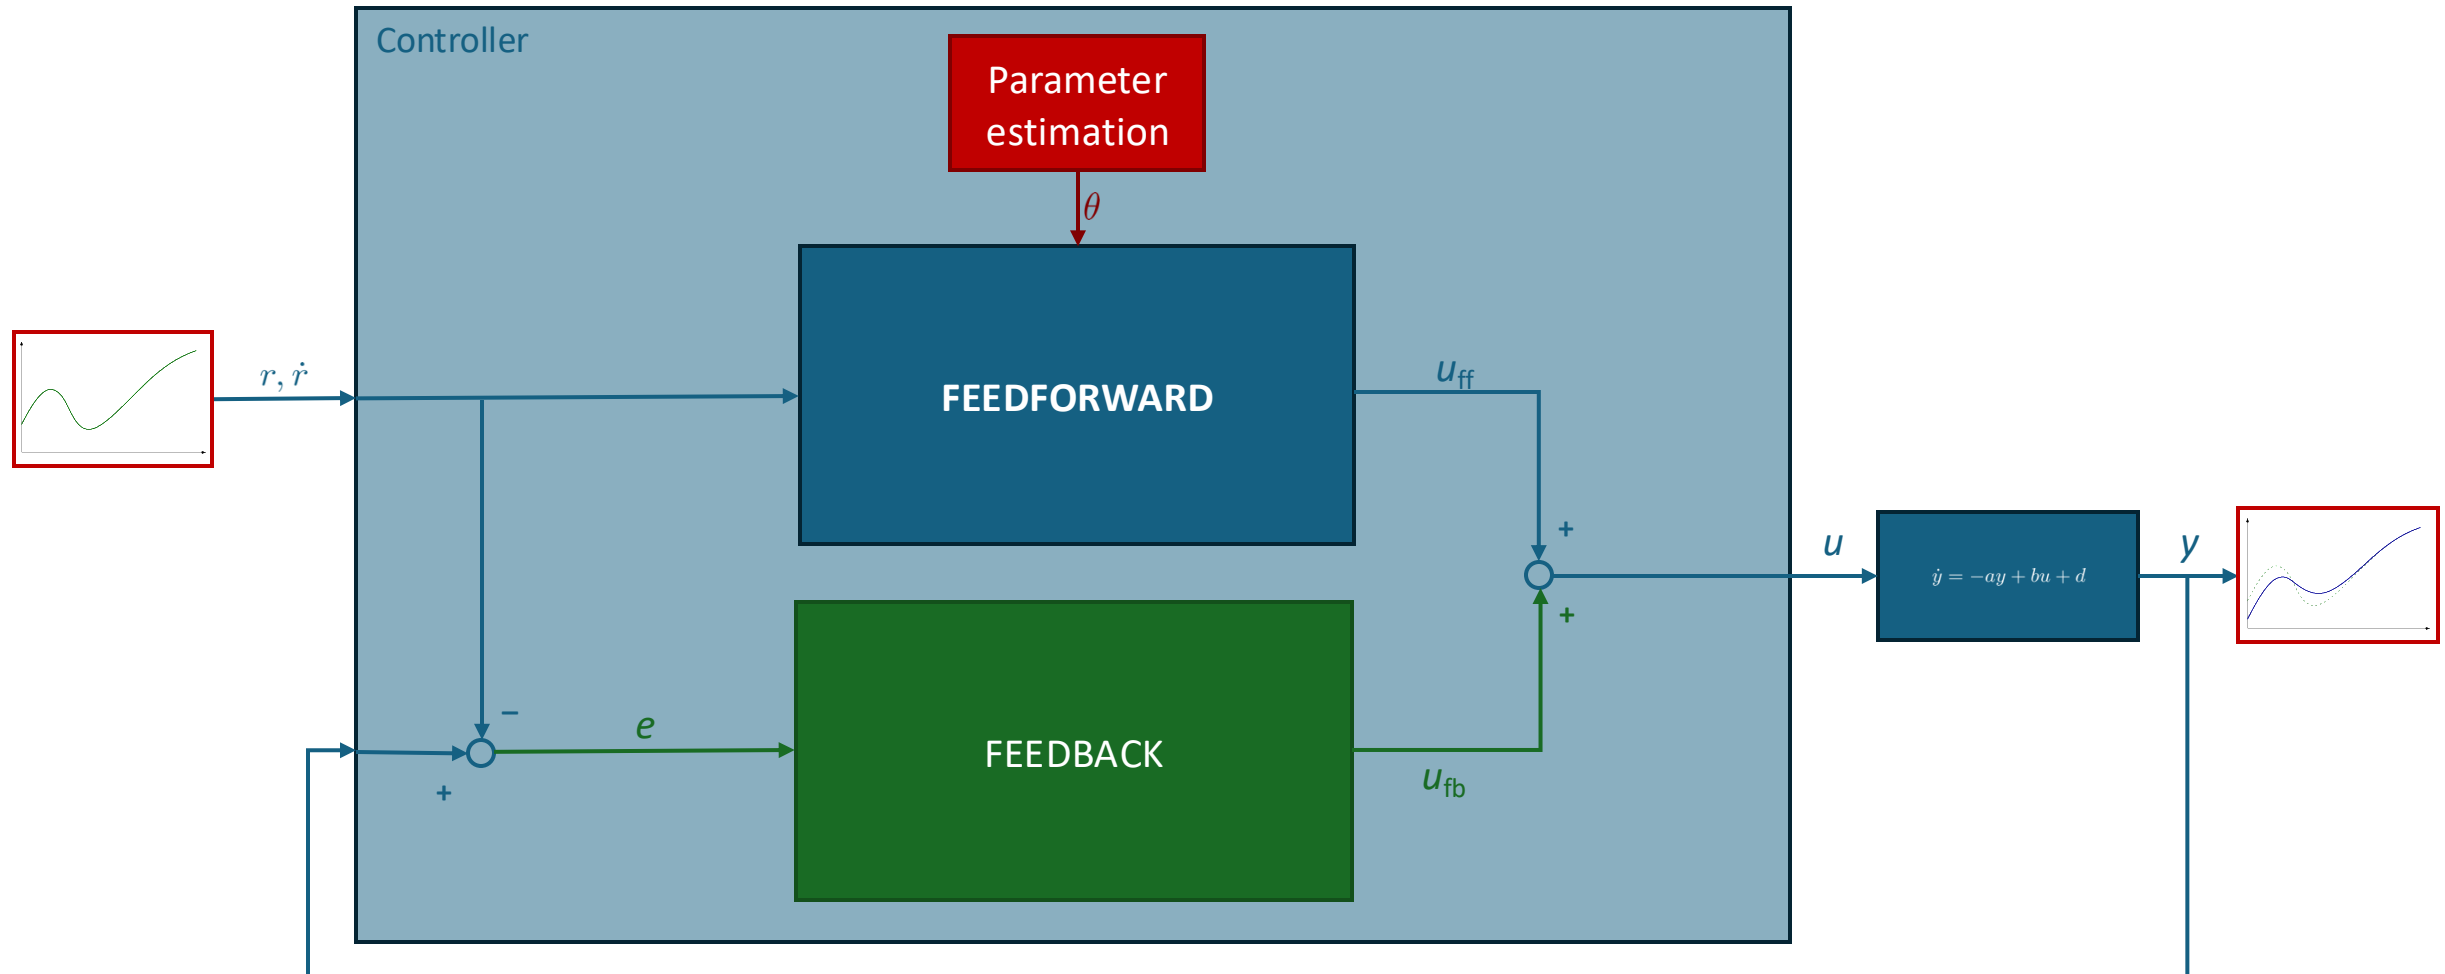 Controller
Parameter
estimation
θ
r, ṙ
FEEDFORWARD
u_ff
+
u
ẏ = −ay + bu + d
y
+
−
e
FEEDBACK
+
u_fb